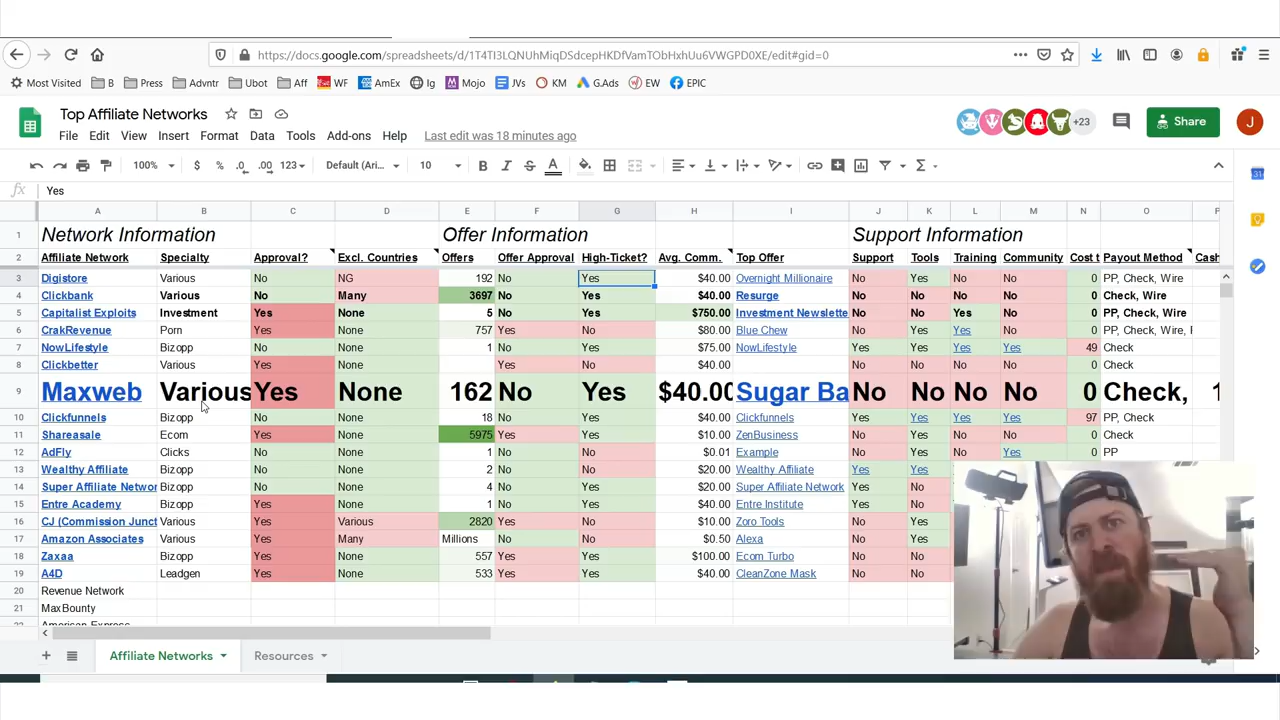 https://docs.google.com/spreadsheets/d/1T4TI3LQNUhMiqDSdcepHKDfVamTObHxhUu6VWGPD0XE/edit#gid=0
Most Visited B Press Advntr Ubot Aff WF AmEx Ig Mojo JVs KM G.Ads EW EPIC
Top Affiliate Networks
+23 Share J
File Edit View Insert Format Data Tools Add-ons Help Last edit was 18 minutes ago
100% $ % .0 .00 123 Default (Ari... 10 B I S A
fx Yes
A B C D E F G H I J K L M N O
1 Network Information Offer Information Support Information
2 Affiliate Network Specialty Approval? Excl. Countries Offers Offer Approval High-Ticket? Avg. Comm. Top Offer Support Tools Training Community Cost t Payout Method Cash
3 Digistore Various No NG 192 No Yes $40.00 Overnight Millionaire No Yes No No 0 PP, Check, Wire
4 Clickbank Various No Many 3697 No Yes $40.00 Resurge No No No No 0 Check, Wire
5 Capitalist Exploits Investment Yes None 5 No Yes $750.00 Investment Newslette No No Yes No 0 PP, Check, Wire
6 CrakRevenue Porn Yes None 757 Yes No $80.00 Blue Chew No Yes Yes No 0 PP, Check, Wire,
7 NowLifestyle Bizopp No None 1 No Yes $75.00 NowLifestyle Yes Yes Yes Yes 49 Check
8 Clickbetter Various Yes None Yes No $40.00 No No No No 0 Check
9 Maxweb Various Yes None 162 No Yes $40.00 Sugar Ba No No No No 0 Check, 1
10 Clickfunnels Bizopp No None 18 No Yes $40.00 Clickfunnels Yes Yes Yes Yes 97 PP, Check
11 Shareasale Ecom Yes None 5975 Yes No $10.00 ZenBusiness No Yes No No 0 Check
12 AdFly Clicks No None 1 No No $0.01 Example No Yes No Yes 0 PP
13 Wealthy Affiliate Bizopp No None 2 No No $20.00 Wealthy Affiliate Yes Yes
14 Super Affiliate Networ Bizopp No None 4 No Yes $20.00 Super Affiliate Network Yes No
15 Entre Academy Bizopp Yes None 1 No Yes $40.00 Entre Institute Yes No
16 CJ (Commission Junct Various Yes Various 2820 Yes No $10.00 Zoro Tools No Yes
17 Amazon Associates Various Yes Many Millions No No $0.50 Alexa No Yes
18 Zaxaa Bizopp Yes None 557 Yes Yes $100.00 Ecom Turbo No No
19 A4D Leadgen Yes None 533 Yes Yes $40.00 CleanZone Mask No No
20 Revenue Network
21 MaxBounty
Affiliate Networks Resources